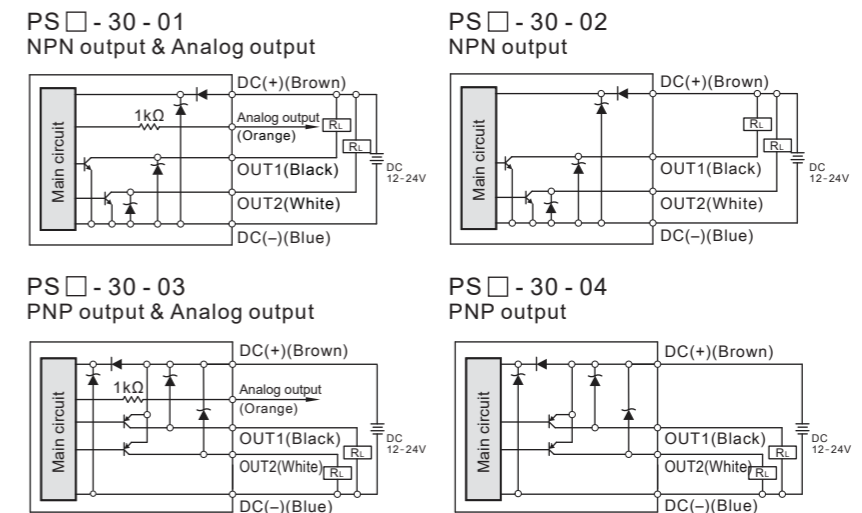 PS□-30-01
NPN output & Analog output
DC(+)(Brown)
1kΩ
Analog output
(Orange)
RL
RL
Main circuit
OUT1(Black)
DC
12-24V
OUT2(White)
DC(–)(Blue)
PS□-30-02
NPN output
DC(+)(Brown)
RL
RL
Main circuit
OUT1(Black)
DC
12-24V
OUT2(White)
DC(–)(Blue)
PS□-30-03
PNP output & Analog output
DC(+)(Brown)
1kΩ
Analog output
(Orange)
Main circuit
OUT1(Black)
RL
DC
12-24V
OUT2(White)
RL
DC(–)(Blue)
PS□-30-04
PNP output
DC(+)(Brown)
Main circuit
OUT1(Black)
RL
DC
12-24V
OUT2(White)
RL
DC(–)(Blue)